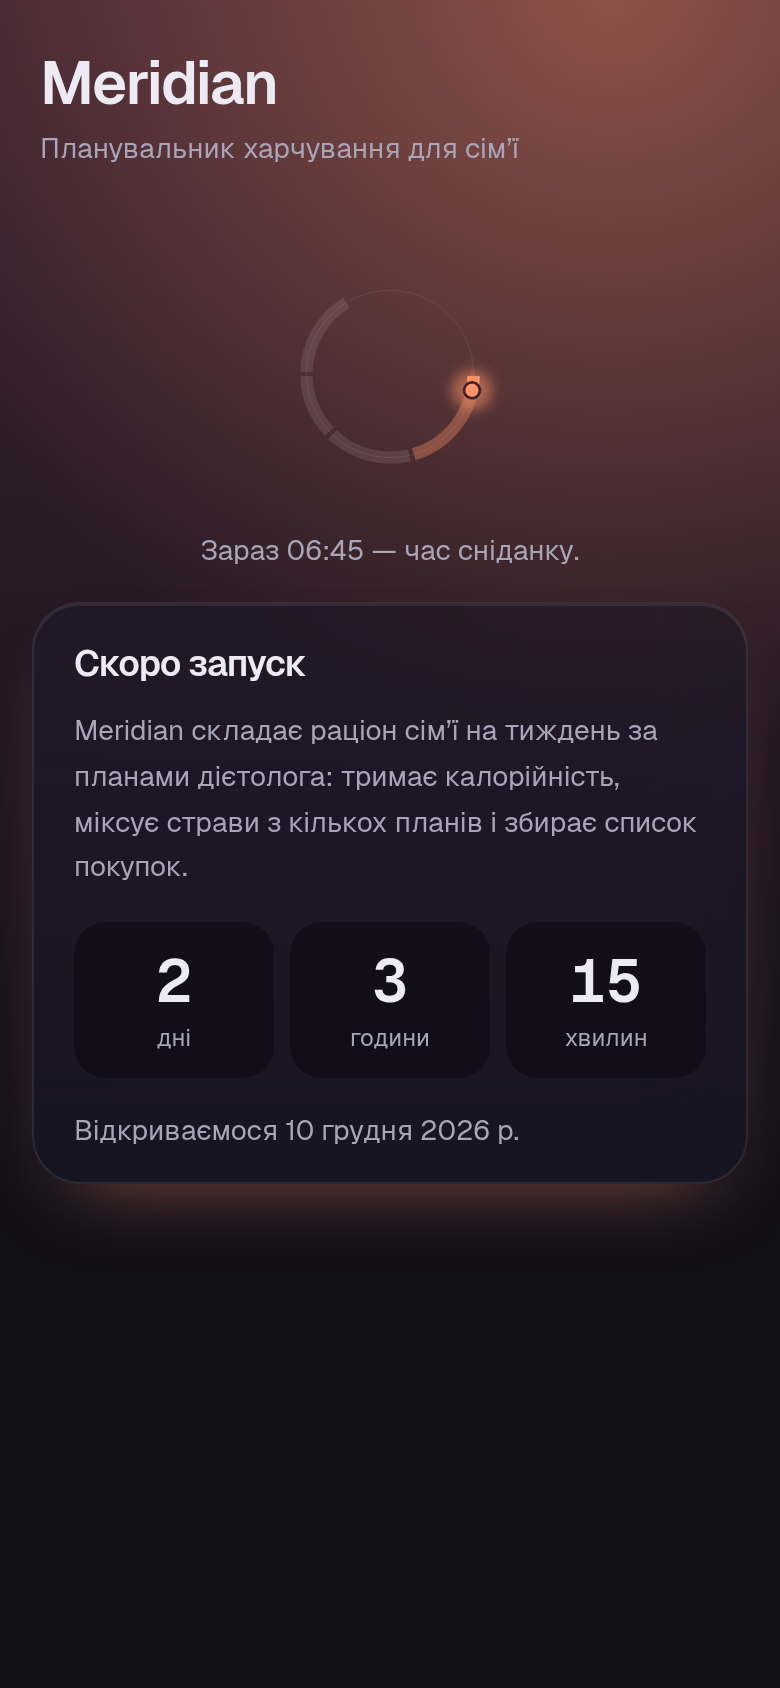 Meridian
Планувальник харчування для сім’ї
Зараз 06:45 — час сніданку.
Скоро запуск
Meridian складає раціон сім’ї на тиждень за
планами дієтолога: тримає калорійність,
міксує страви з кількох планів і збирає список
покупок.
2 3 15
дні години хвилин
Відкриваємося 10 грудня 2026 р.